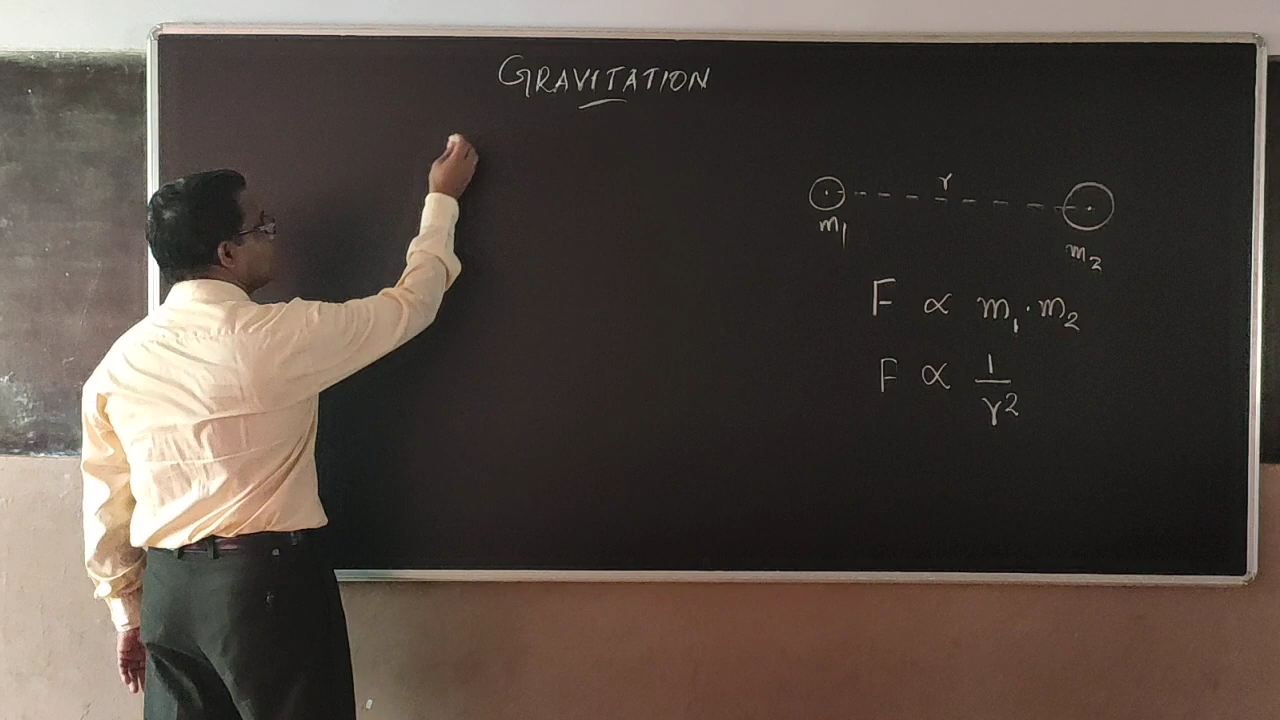 GRAVITATION
r
m₁ m₂
F ∝ m₁·m₂
F ∝ 1/r²